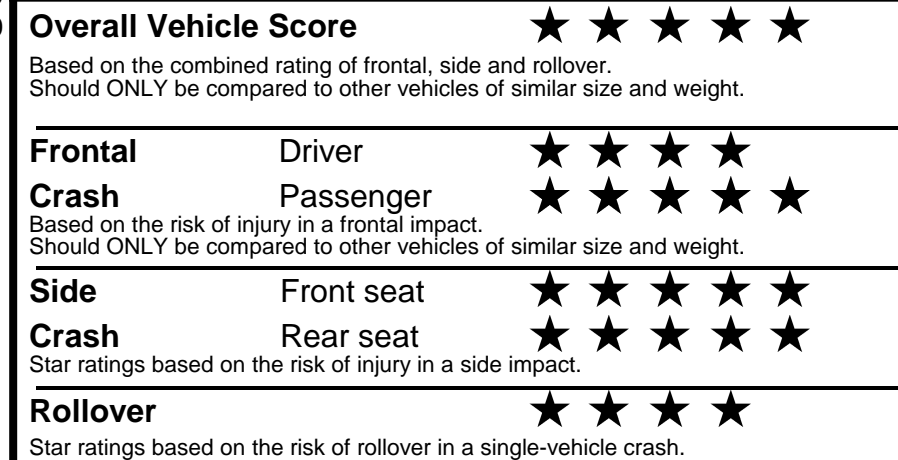 Overall Vehicle Score ★ ★ ★ ★ ★
Based on the combined rating of frontal, side and rollover.
Should ONLY be compared to other vehicles of similar size and weight.
Frontal Driver ★ ★ ★ ★
Crash Passenger ★ ★ ★ ★ ★
Based on the risk of injury in a frontal impact.
Should ONLY be compared to other vehicles of similar size and weight.
Side Front seat ★ ★ ★ ★ ★
Crash Rear seat ★ ★ ★ ★ ★
Star ratings based on the risk of injury in a side impact.
Rollover ★ ★ ★ ★
Star ratings based on the risk of rollover in a single-vehicle crash.